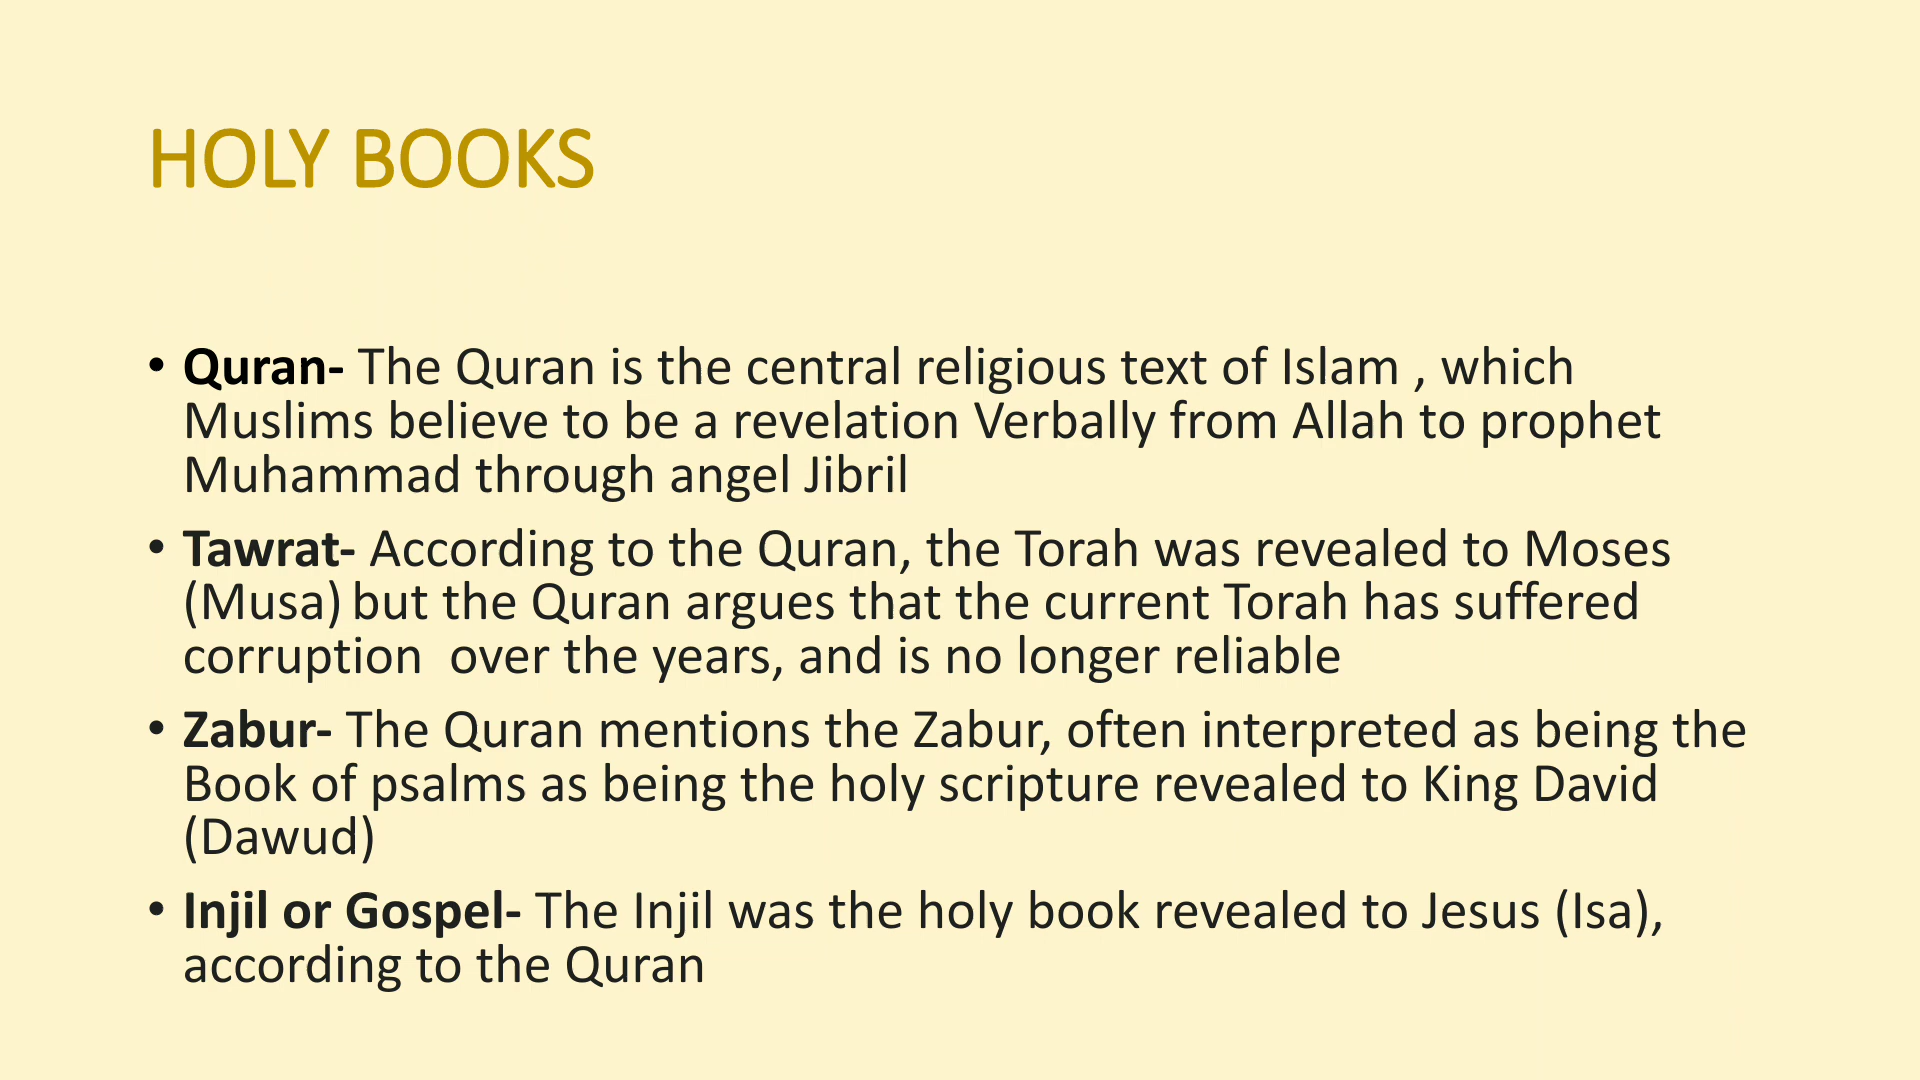 HOLY BOOKS
• Quran- The Quran is the central religious text of Islam , which
Muslims believe to be a revelation Verbally from Allah to prophet
Muhammad through angel Jibril
• Tawrat- According to the Quran, the Torah was revealed to Moses
(Musa) but the Quran argues that the current Torah has suffered
corruption  over the years, and is no longer reliable
• Zabur- The Quran mentions the Zabur, often interpreted as being the
Book of psalms as being the holy scripture revealed to King David
(Dawud)
• Injil or Gospel- The Injil was the holy book revealed to Jesus (Isa),
according to the Quran